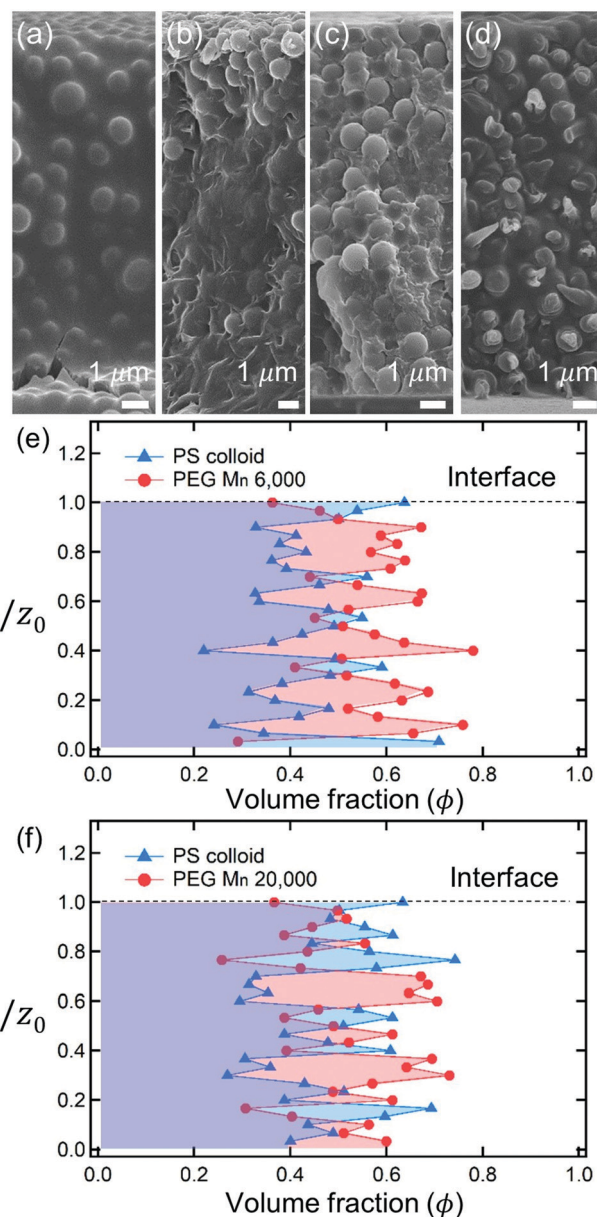 (a) (b) (c) (d)
1 μm 1 μm 1 μm 1 μm
(e)
PS colloid
PEG Mn 6,000
Interface
1.2
1.0
0.8
/z0
0.6
0.4
0.2
0.0
0.0 0.2 0.4 0.6 0.8 1.0
Volume fraction (ϕ)
(f)
PS colloid
PEG Mn 20,000
Interface
1.2
1.0
0.8
/z0
0.6
0.4
0.2
0.0
0.0 0.2 0.4 0.6 0.8 1.0
Volume fraction (ϕ)